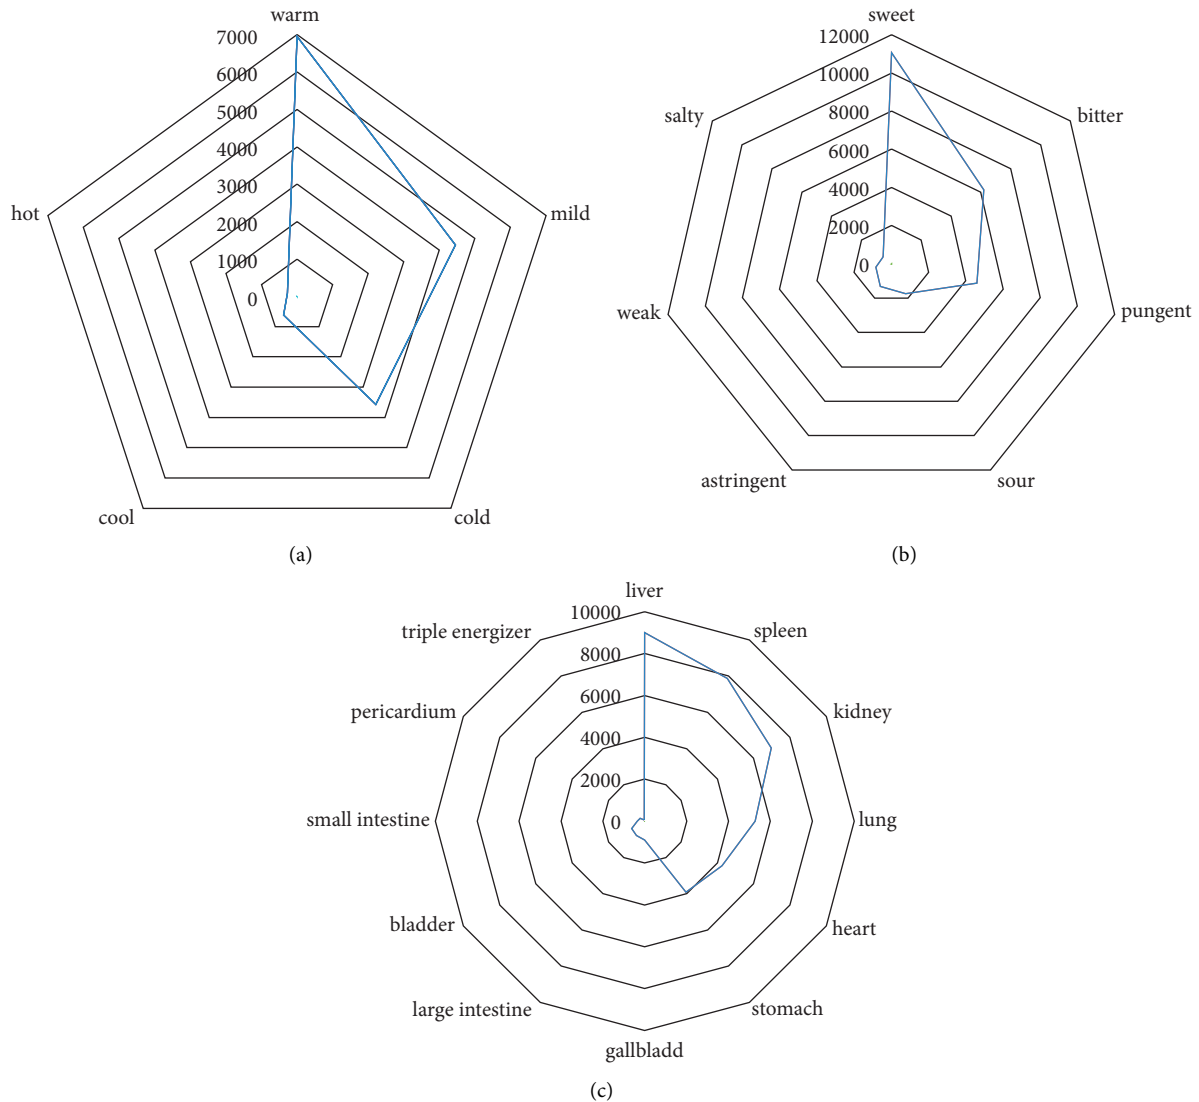 warm
7000
6000
5000
4000
3000
2000
1000
0
hot
mild
cool
cold
(a)
sweet
12000
10000
8000
6000
4000
2000
0
salty
bitter
weak
pungent
astringent
sour
(b)
liver
10000
8000
6000
4000
2000
0
triple energizer
spleen
pericardium
kidney
small intestine
lung
bladder
heart
large intestine
stomach
gallbladd
(c)